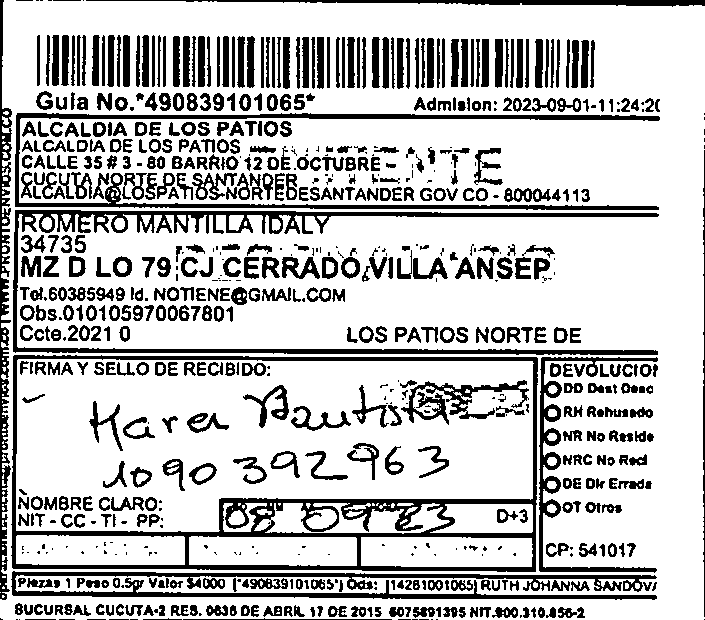 Guia No.*490839101065*
Admision: 2023-09-01-11:24:20
ALCALDIA DE LOS PATIOS
ALCALDIA DE LOS PATIOS
CALLE 35 # 3 - 80 BARRIO 12 DE OCTUBRE -
CUCUTA NORTE DE SANTANDER
ALCALDIA@LOSPATIOS-NORTEDESANTANDER GOV CO - 800044113
ROMERO MANTILLA IDALY
34735
MZ D LO 79 CJ CERRADO VILLA ANSEP
Tel.60385949 Id. NOTIENE@GMAIL.COM
Obs.010105970067801
Ccte.2021 0 LOS PATIOS NORTE DE
FIRMA Y SELLO DE RECIBIDO:
Karen Bautista
1090392963
NOMBRE CLARO:
NIT - CC - TI - PP:
08 09 23 D+3
DEVOLUCION
DD Dest Desc
RH Rehusado
NR No Reside
NRC No Recl
DE Dir Errada
OT Otros
CP: 541017
Piezas 1 Peso 0.5gr Valor $4000 (*490839101065*) Ods: [14281001065] RUTH JOHANNA SANDOVA
SUCURSAL CUCUTA-2 RES. 0636 DE ABRIL 17 DE 2015 6075891395 NIT.900.310.856-2